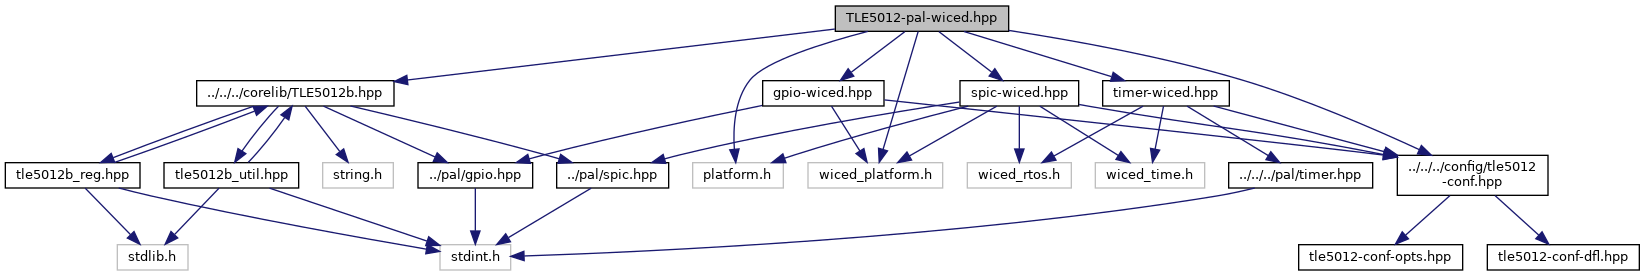 TLE5012-pal-wiced.hpp
../../../corelib/TLE5012b.hpp
gpio-wiced.hpp
spic-wiced.hpp
timer-wiced.hpp
tle5012b_reg.hpp
tle5012b_util.hpp
string.h
../pal/gpio.hpp
../pal/spic.hpp
platform.h
wiced_platform.h
wiced_rtos.h
wiced_time.h
../../../pal/timer.hpp
../../../config/tle5012
-conf.hpp
stdlib.h
stdint.h
tle5012-conf-opts.hpp
tle5012-conf-dfl.hpp